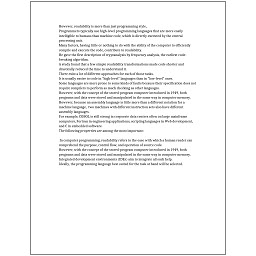 However, readability is more than just programming style.
Programmers typically use high-level programming languages that are more easily
intelligible to humans than machine code, which is directly executed by the central
processing unit.
Many factors, having little or nothing to do with the ability of the computer to efficiently
compile and execute the code, contribute to readability.
He gave the first description of cryptanalysis by frequency analysis, the earliest code-
breaking algorithm.
A study found that a few simple readability transformations made code shorter and
drastically reduced the time to understand it.
There exist a lot of different approaches for each of those tasks.
It is usually easier to code in "high-level" languages than in "low-level" ones.
Some languages are more prone to some kinds of faults because their specification does not
require compilers to perform as much checking as other languages.
However, with the concept of the stored-program computer introduced in 1949, both
programs and data were stored and manipulated in the same way in computer memory.
However, because an assembly language is little more than a different notation for a
machine language, two machines with different instruction sets also have different
assembly languages.
For example, COBOL is still strong in corporate data centers often on large mainframe
computers, Fortran in engineering applications, scripting languages in Web development,
and C in embedded software.
The following properties are among the most important:

In computer programming, readability refers to the ease with which a human reader can
comprehend the purpose, control flow, and operation of source code.
However, with the concept of the stored-program computer introduced in 1949, both
programs and data were stored and manipulated in the same way in computer memory.
Integrated development environments (IDEs) aim to integrate all such help.
Ideally, the programming language best suited for the task at hand will be selected.